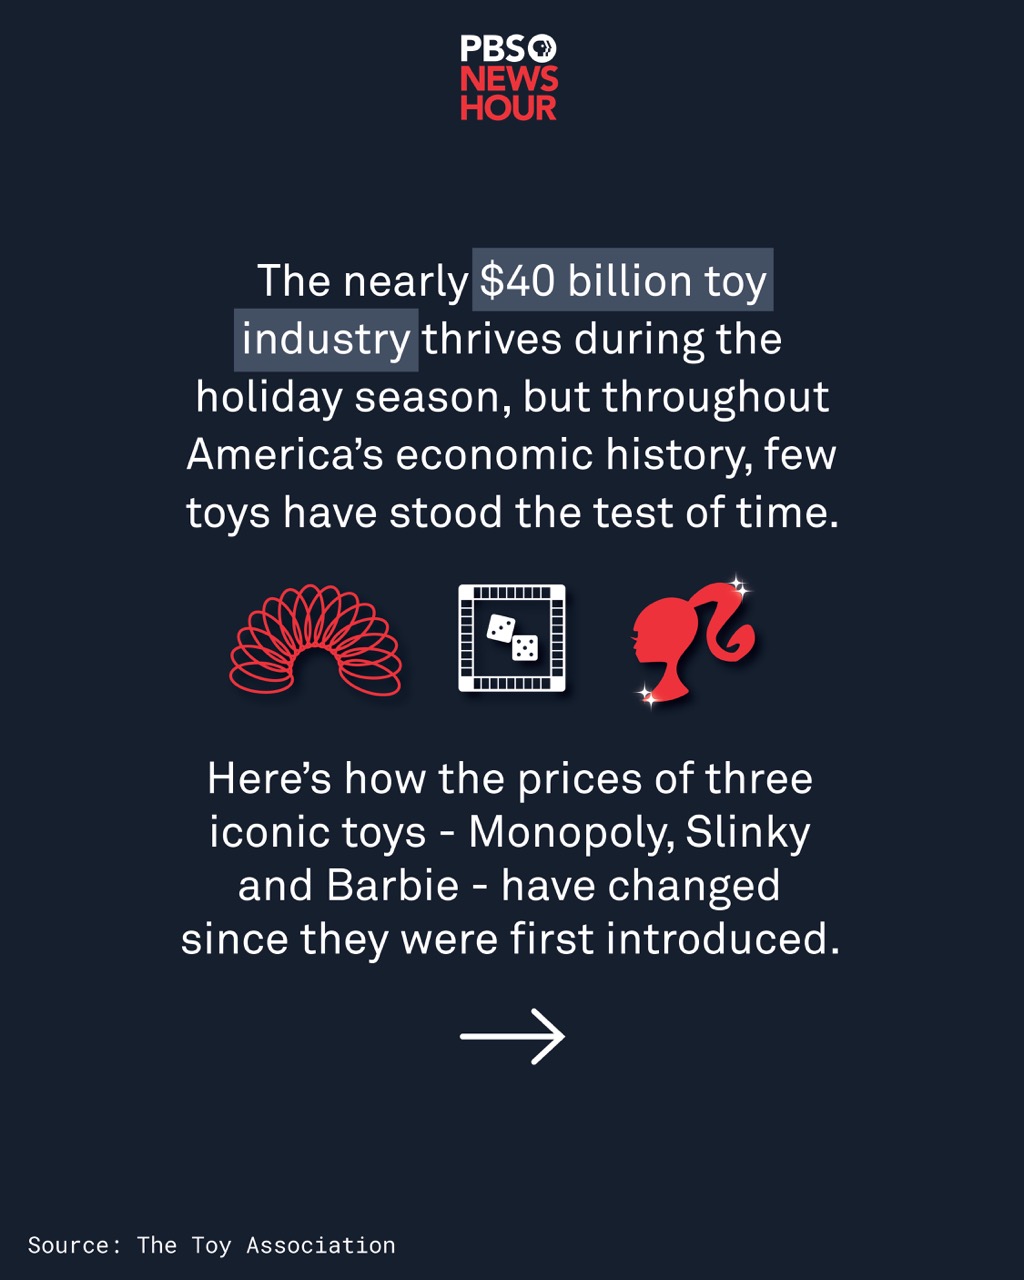 PBS
NEWS
HOUR
The nearly $40 billion toy
industry thrives during the
holiday season, but throughout
America’s economic history, few
toys have stood the test of time.
Here’s how the prices of three
iconic toys - Monopoly, Slinky
and Barbie - have changed
since they were first introduced.
Source: The Toy Association